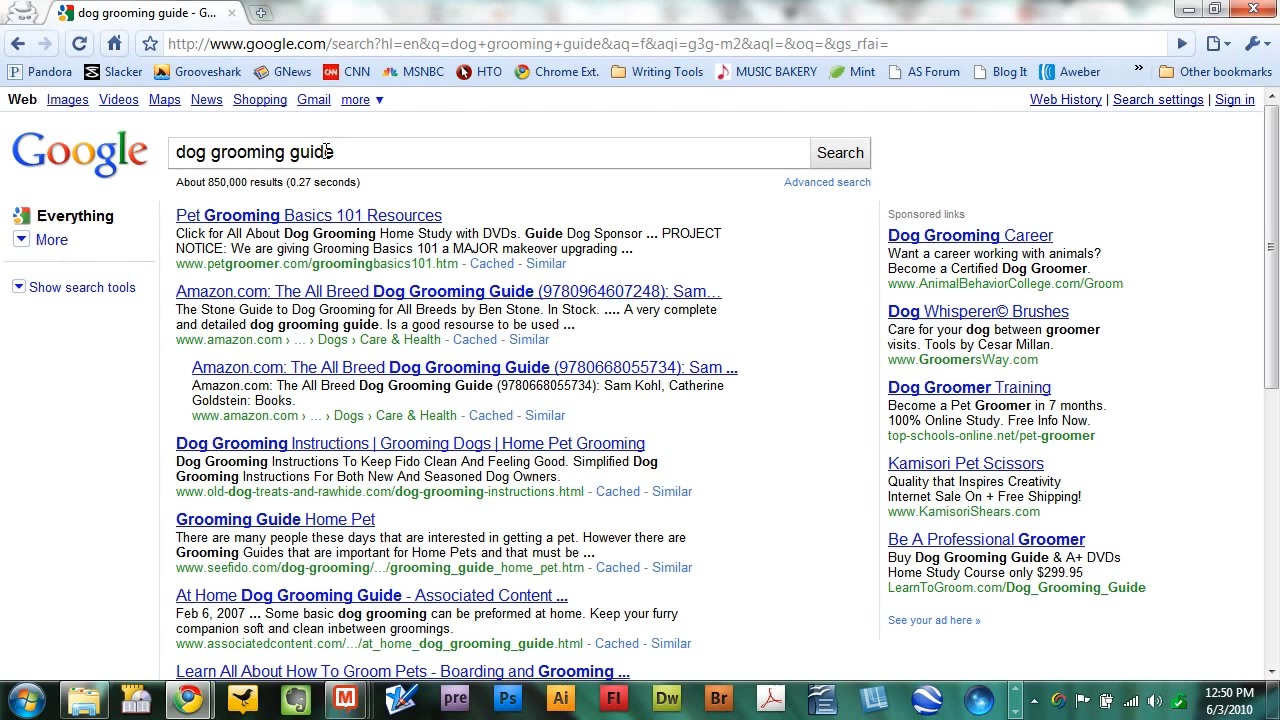 dog grooming guide - G...
http://www.google.com/search?hl=en&q=dog+grooming+guide&aq=f&aqi=g3g-m2&aql=&oq=&gs_rfai=
Pandora Slacker Grooveshark GNews CNN MSNBC HTO Chrome Ext. Writing Tools MUSIC BAKERY Mint AS Forum Blog It Aweber » Other bookmarks
Web Images Videos Maps News Shopping Gmail more ▼ Web History | Search settings | Sign in
Google
dog grooming guide
Search
About 850,000 results (0.27 seconds)
Advanced search
Everything
More
Show search tools
Pet Grooming Basics 101 Resources
Click for All About Dog Grooming Home Study with DVDs. Guide Dog Sponsor ... PROJECT
NOTICE: We are giving Grooming Basics 101 a MAJOR makeover upgrading ...
www.petgroomer.com/groomingbasics101.htm - Cached - Similar
Amazon.com: The All Breed Dog Grooming Guide (9780964607248): Sam...
The Stone Guide to Dog Grooming for All Breeds by Ben Stone. In Stock. .... A very complete
and detailed dog grooming guide. Is a good resourse to be used ...
www.amazon.com › ... › Dogs › Care & Health - Cached - Similar
Amazon.com: The All Breed Dog Grooming Guide (9780668055734): Sam ...
Amazon.com: The All Breed Dog Grooming Guide (9780668055734): Sam Kohl, Catherine
Goldstein: Books.
www.amazon.com › ... › Dogs › Care & Health - Cached - Similar
Dog Grooming Instructions | Grooming Dogs | Home Pet Grooming
Dog Grooming Instructions To Keep Fido Clean And Feeling Good. Simplified Dog
Grooming Instructions For Both New And Seasoned Dog Owners.
www.old-dog-treats-and-rawhide.com/dog-grooming-instructions.html - Cached - Similar
Grooming Guide Home Pet
There are many people these days that are interested in getting a pet. However there are
Grooming Guides that are important for Home Pets and that must be ...
www.seefido.com/dog-grooming/.../grooming_guide_home_pet.htm - Cached - Similar
At Home Dog Grooming Guide - Associated Content ...
Feb 6, 2007 ... Some basic dog grooming can be preformed at home. Keep your furry
companion soft and clean inbetween groomings.
www.associatedcontent.com/.../at_home_dog_grooming_guide.html - Cached - Similar
Learn All About How To Groom Pets - Boarding and Grooming ...
Sponsored links
Dog Grooming Career
Want a career working with animals?
Become a Certified Dog Groomer.
www.AnimalBehaviorCollege.com/Groom
Dog Whisperer© Brushes
Care for your dog between groomer
visits. Tools by Cesar Millan.
www.GroomersWay.com
Dog Groomer Training
Become a Pet Groomer in 7 months.
100% Online Study. Free Info Now.
top-schools-online.net/pet-groomer
Kamisori Pet Scissors
Quality that Inspires Creativity
Internet Sale On + Free Shipping!
www.KamisoriShears.com
Be A Professional Groomer
Buy Dog Grooming Guide & A+ DVDs
Home Study Course only $299.95
LearnToGroom.com/Dog_Grooming_Guide
See your ad here »
M pre Ps Ai Fl Dw Br
12:50 PM
6/3/2010